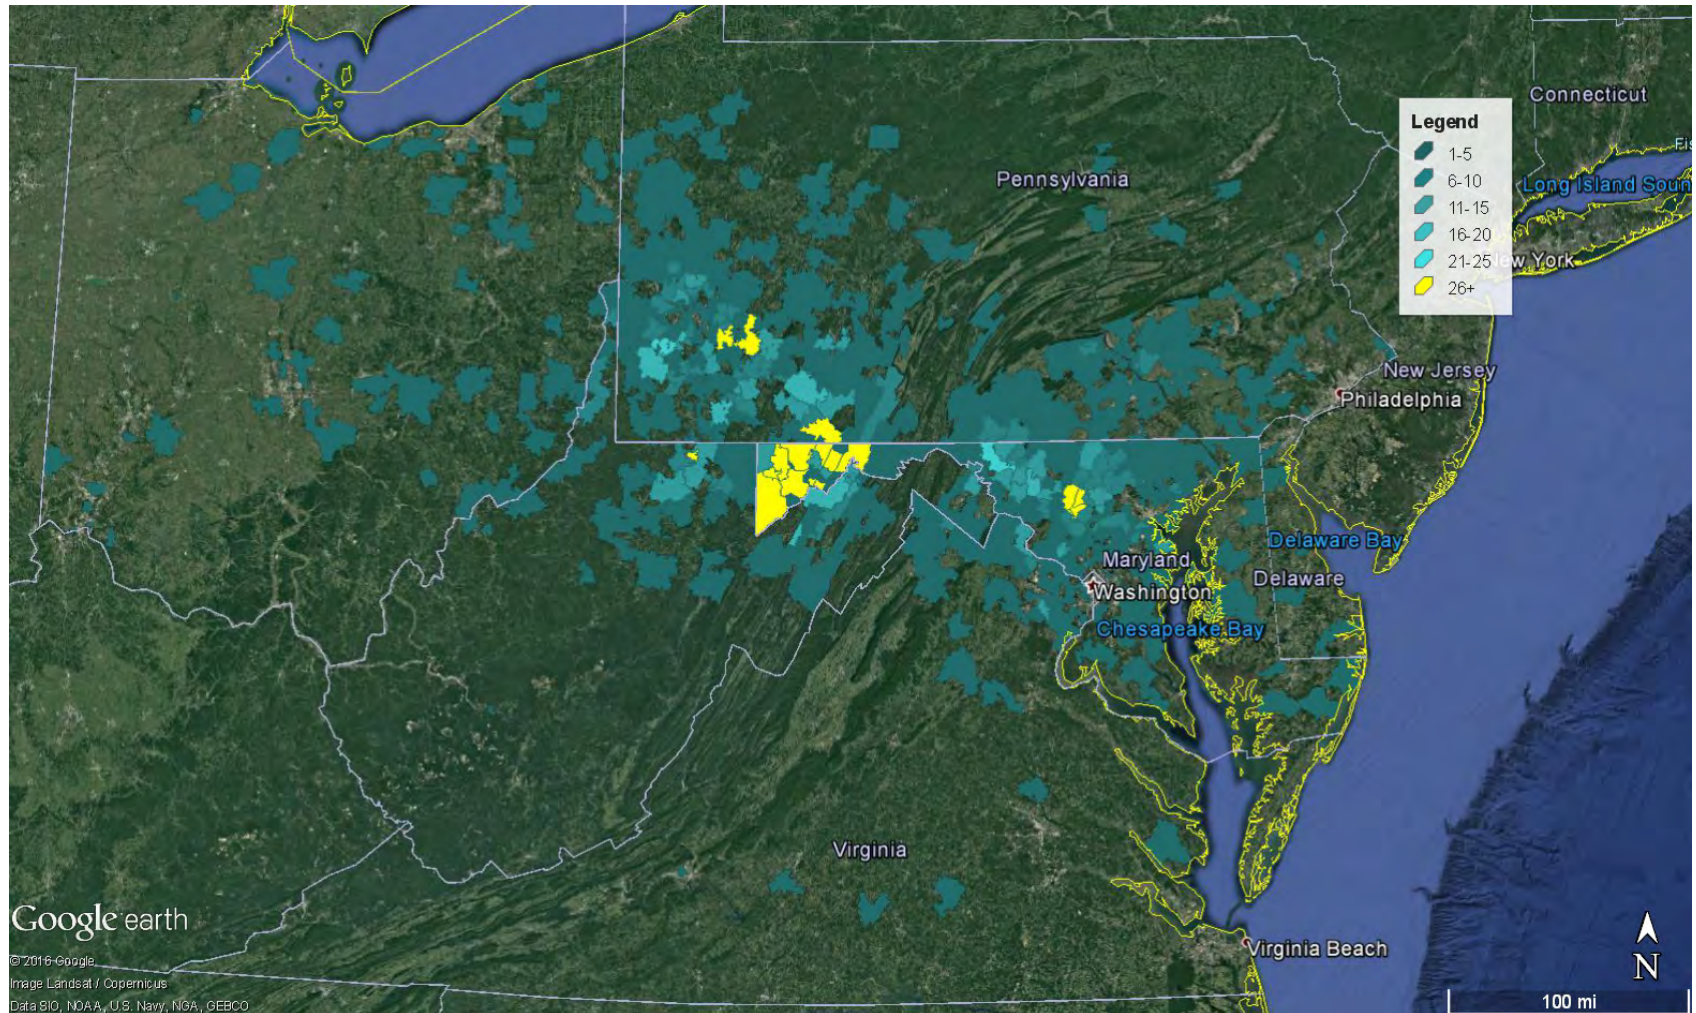 Connecticut
Legend
1-5
6-10
11-15
16-20
21-25
26+
Fis
Long Island Soun
ew York
Pennsylvania
New Jersey
Philadelphia
Delaware Bay
Maryland
Delaware
Washington
Chesapeake Bay
Virginia
Virginia Beach
Google earth
© 2016 Google
Image Landsat / Copernicus
Data SIO, NOAA, U.S. Navy, NGA, GEBCO
N
100 mi